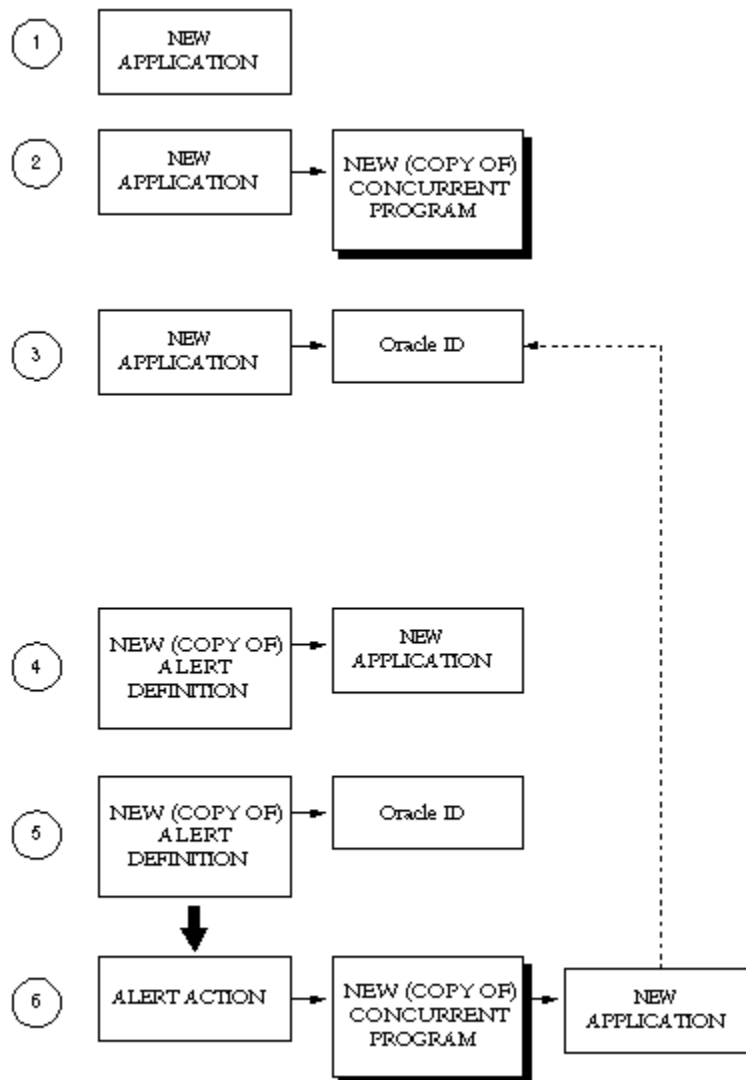 1
NEW
APPLICATION
2
NEW
APPLICATION
NEW (COPY OF)
CONCURRENT
PROGRAM
3
NEW
APPLICATION
Oracle ID
4
NEW (COPY OF)
ALERT
DEFINITION
NEW
APPLICATION
5
NEW (COPY OF)
ALERT
DEFINITION
Oracle ID
6
ALERT ACTION
NEW (COPY OF)
CONCURRENT
PROGRAM
NEW
APPLICATION